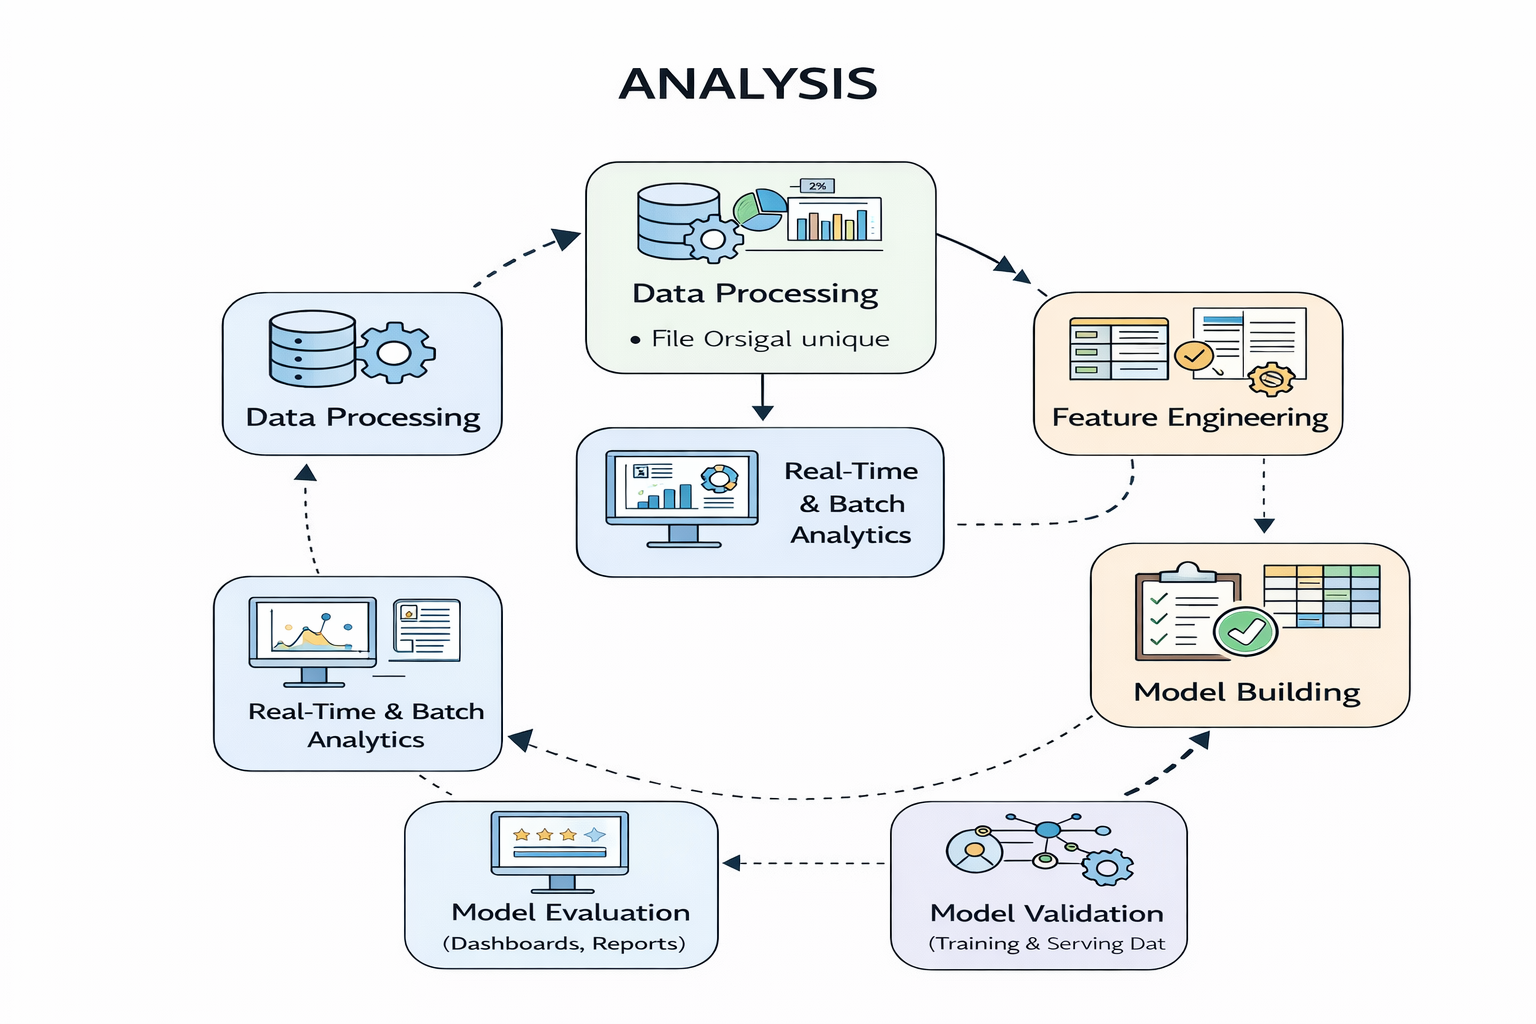 ANALYSIS
2%
Data Processing
• File Orsigal unique
Data Processing
Feature Engineering
Real-Time
& Batch
Analytics
Real-Time & Batch
Analytics
Model Building
Model Evaluation
(Dashboards, Reports)
Model Validation
(Training & Serving Dat